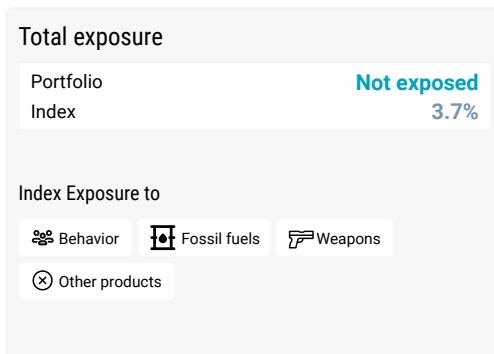 Total exposure
Portfolio Not exposed
Index 3.7%
Index Exposure to
Behavior Fossil fuels Weapons
Other products